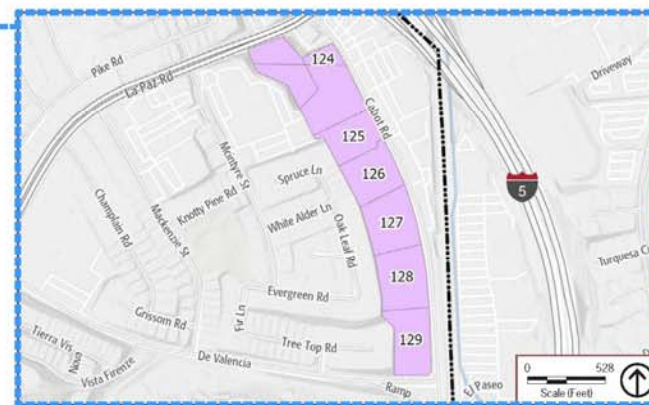 Pike Rd
La Paz Rd
124
Driveway
Cabot Rd
McIntyre St
125
Spruce Ln
126
5
Knotty Pine Rd
Champlain Rd
Mackenzie St
White Alder Ln
Oak Leaf Rd
127
Turquesa
128
Evergreen Rd
Fir Ln
Grissom Rd
Tierra Vis
Nova
Tree Top Rd
129
De Valencia
Vista Firenze
Ramp
El Paseo
0 528
Scale (Feet)